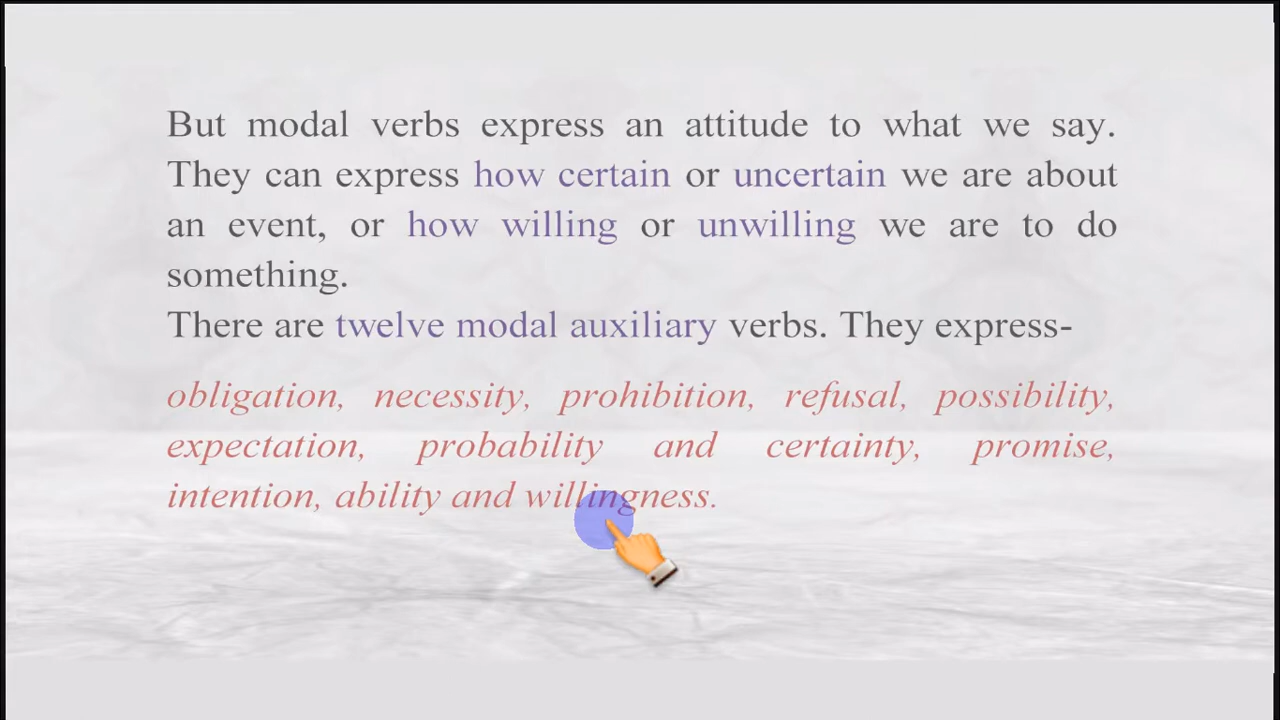 But modal verbs express an attitude to what we say.
They can express how certain or uncertain we are about
an event, or how willing or unwilling we are to do
something.
There are twelve modal auxiliary verbs. They express-
obligation, necessity, prohibition, refusal, possibility,
expectation, probability and certainty, promise,
intention, ability and willingness.